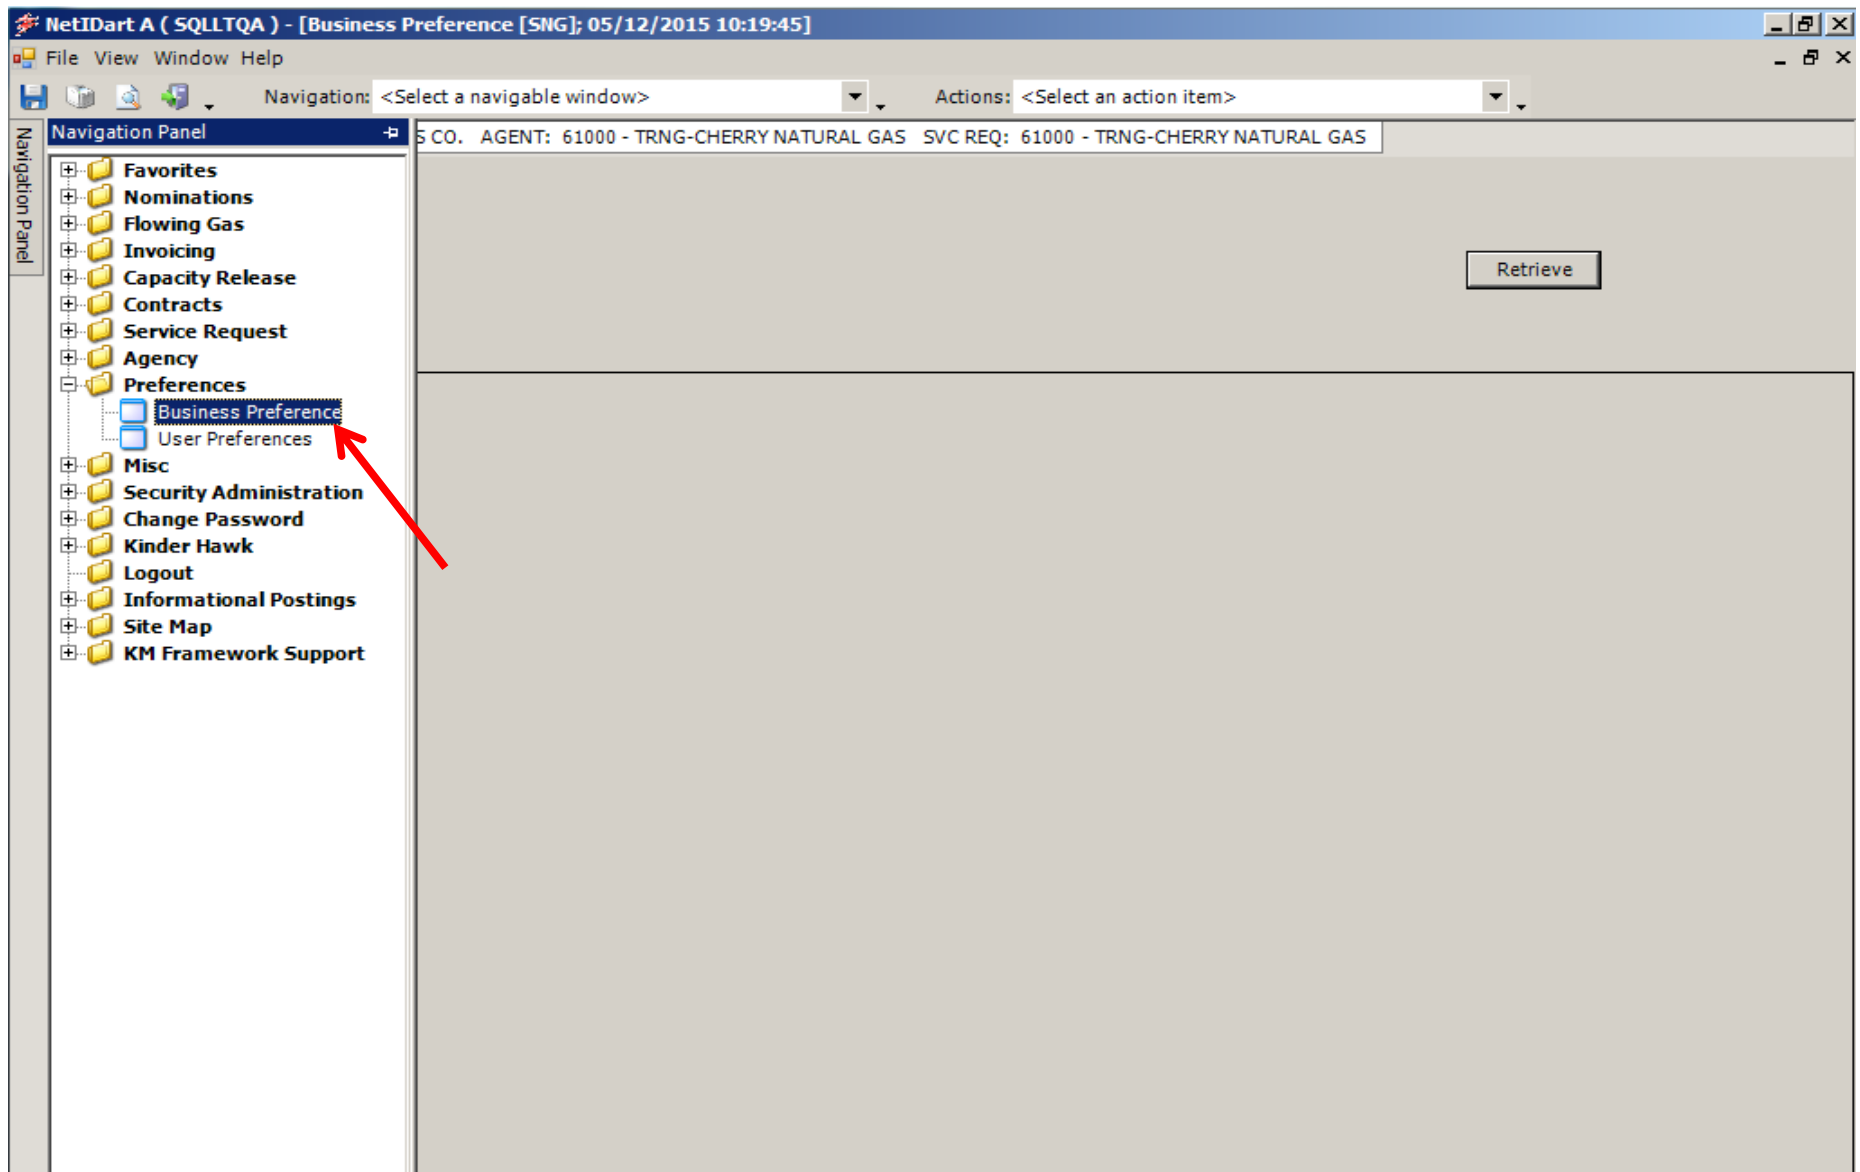 NetIDart A ( SQLLTQA ) - [Business Preference [SNG]; 05/12/2015 10:19:45]
File View Window Help
Navigation: <Select a navigable window> Actions: <Select an action item>
Navigation Panel
Navigation Panel
S CO. AGENT: 61000 - TRNG-CHERRY NATURAL GAS SVC REQ: 61000 - TRNG-CHERRY NATURAL GAS
Favorites
Nominations
Flowing Gas
Invoicing
Retrieve
Capacity Release
Contracts
Service Request
Agency
Preferences
Business Preference
User Preferences
Misc
Security Administration
Change Password
Kinder Hawk
Logout
Informational Postings
Site Map
KM Framework Support